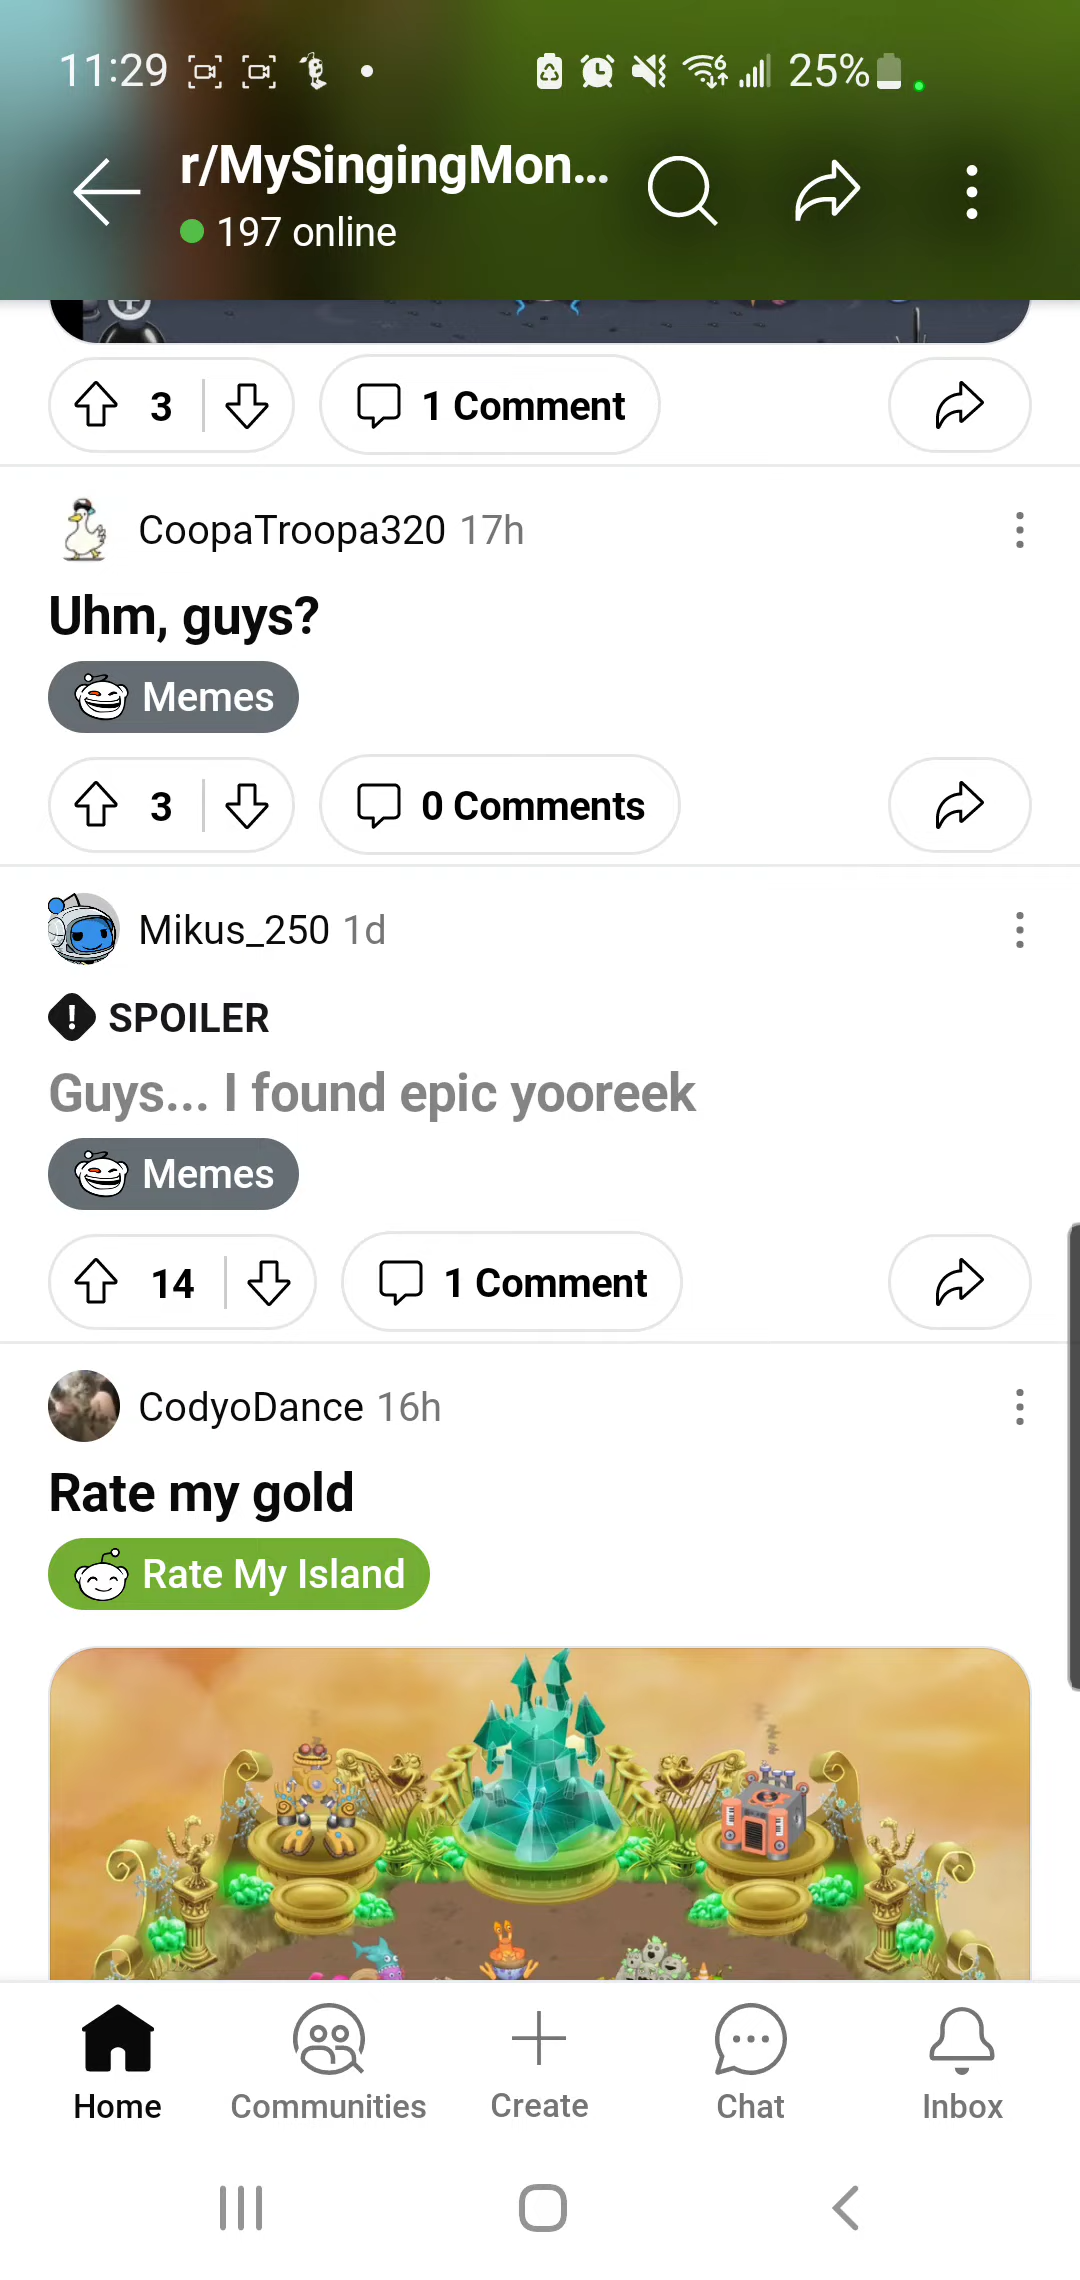 11:29
25%
r/MySingingMon...
197 online
3
1 Comment
CoopaTroopa320 17h
Uhm, guys?
Memes
3
0 Comments
Mikus_250 1d
SPOILER
Guys... I found epic yooreek
Memes
14
1 Comment
CodyoDance 16h
Rate my gold
Rate My Island
Home
Communities
Create
Chat
Inbox